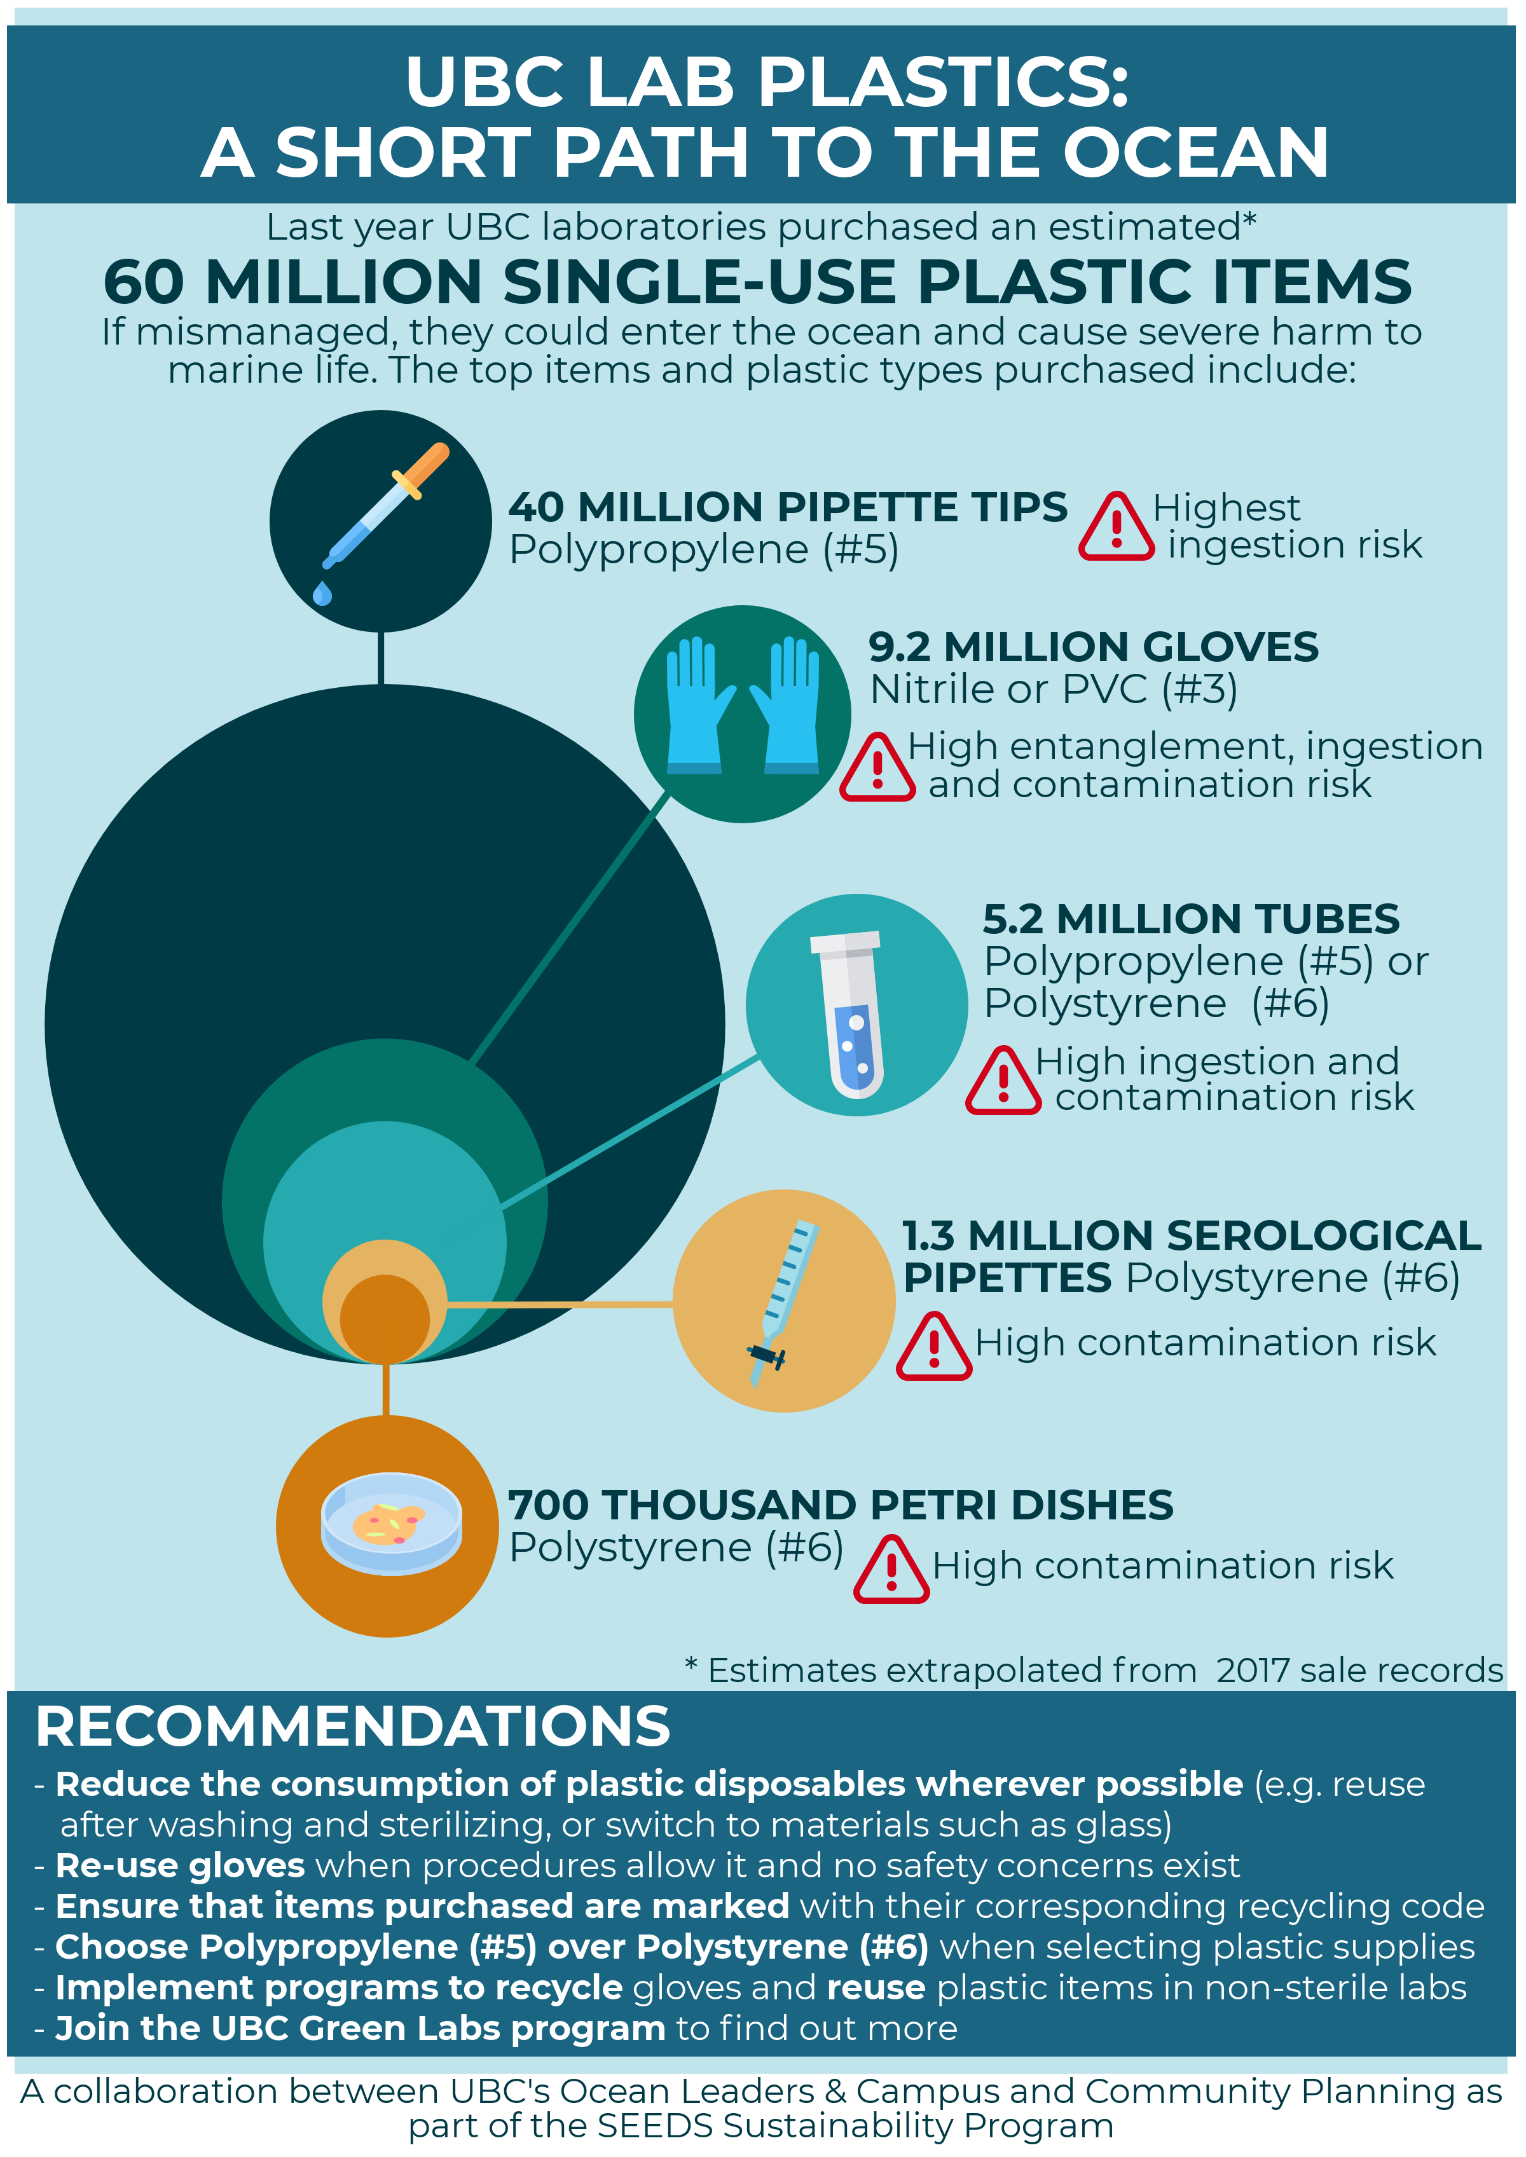 UBC LAB PLASTICS:
A SHORT PATH TO THE OCEAN
Last year UBC laboratories purchased an estimated*
60 MILLION SINGLE-USE PLASTIC ITEMS
If mismanaged, they could enter the ocean and cause severe harm to
marine life. The top items and plastic types purchased include:
40 MILLION PIPETTE TIPS
Polypropylene (#5)
Highest
ingestion risk
9.2 MILLION GLOVES
Nitrile or PVC (#3)
High entanglement, ingestion
and contamination risk
5.2 MILLION TUBES
Polypropylene (#5) or
Polystyrene (#6)
High ingestion and
contamination risk
1.3 MILLION SEROLOGICAL
PIPETTES Polystyrene (#6)
High contamination risk
700 THOUSAND PETRI DISHES
Polystyrene (#6)
High contamination risk
* Estimates extrapolated from 2017 sale records
RECOMMENDATIONS
- Reduce the consumption of plastic disposables wherever possible (e.g. reuse
after washing and sterilizing, or switch to materials such as glass)
- Re-use gloves when procedures allow it and no safety concerns exist
- Ensure that items purchased are marked with their corresponding recycling code
- Choose Polypropylene (#5) over Polystyrene (#6) when selecting plastic supplies
- Implement programs to recycle gloves and reuse plastic items in non-sterile labs
- Join the UBC Green Labs program to find out more
A collaboration between UBC's Ocean Leaders & Campus and Community Planning as
part of the SEEDS Sustainability Program